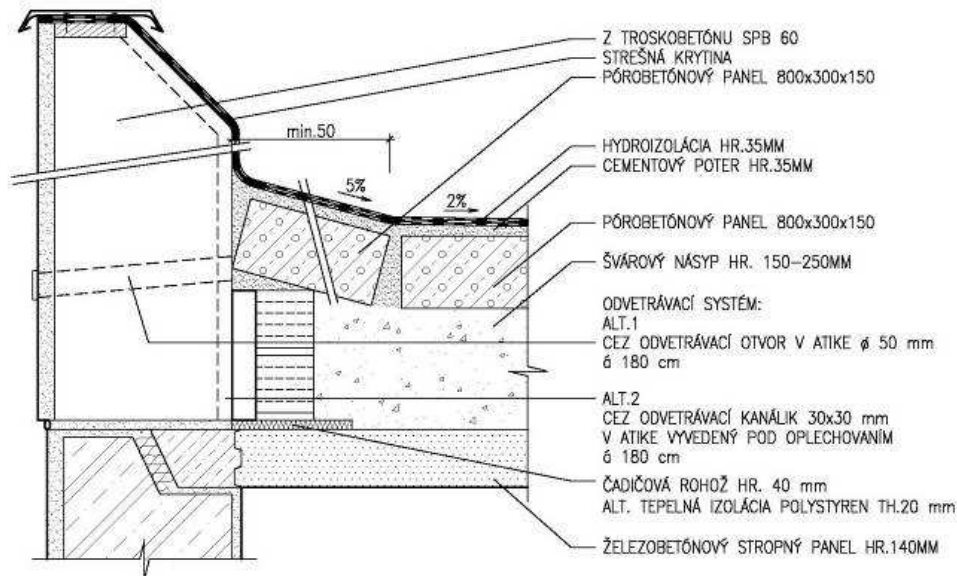 Z TROSKOBETÓNU SPB 60
STREŠNÁ KRYTINA
PÓROBETÓNOVÝ PANEL 800x300x150
min.50
HYDROIZOLÁCIA HR.35MM
CEMENTOVÝ POTER HR.35MM
5%
2%
PÓROBETÓNOVÝ PANEL 800x300x150
ŠVÁROVÝ NÁSYP HR. 150-250MM
ODVETRÁVACÍ SYSTÉM:
ALT.1
CEZ ODVETRÁVACÍ OTVOR V ATIKE ø 50 mm
á 180 cm
ALT.2
CEZ ODVETRÁVACÍ KANÁLIK 30x30 mm
V ATIKE VYVEDENÝ POD OPLECHOVANÍM
á 180 cm
ČADIČOVÁ ROHOŽ HR. 40 mm
ALT. TEPELNÁ IZOLÁCIA POLYSTYREN TH.20 mm
ŽELEZOBETÓNOVÝ STROPNÝ PANEL HR.140MM